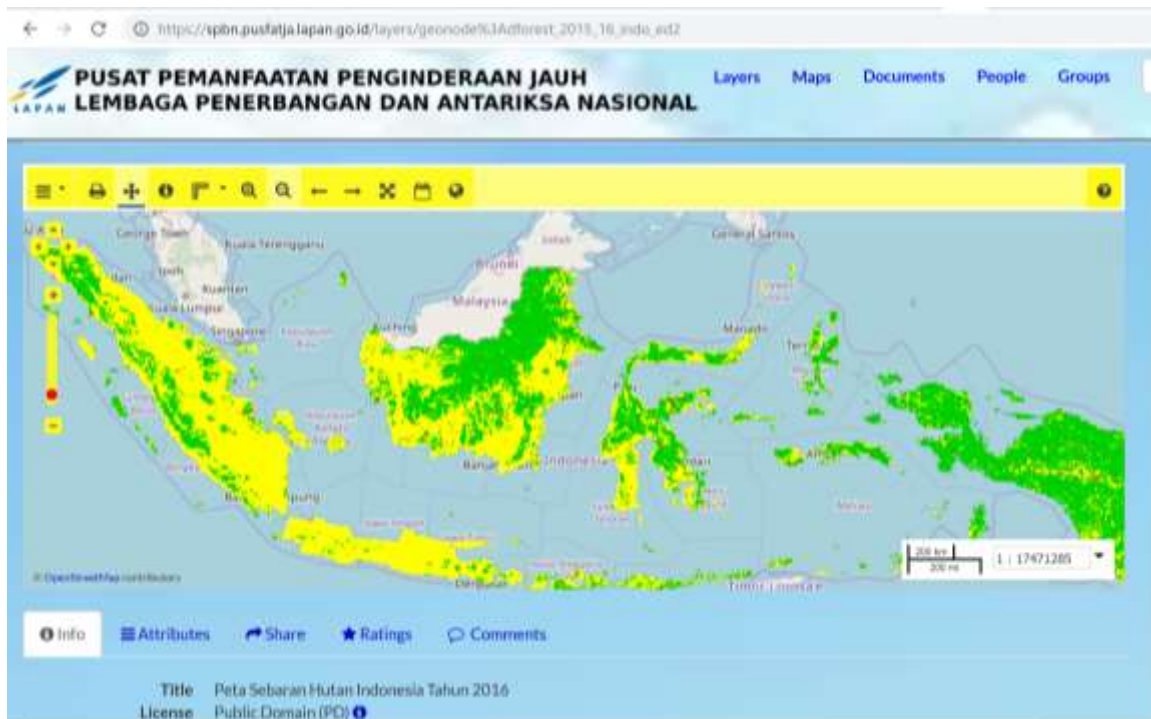 https://spbn.pusfatja.lapan.go.id/layers/geonode%3Adforest_2015_16_indo_ed2
PUSAT PEMANFAATAN PENGINDERAAN JAUH
LEMBAGA PENERBANGAN DAN ANTARIKSA NASIONAL
LAPAN
Layers Maps Documents People Groups
George Town
Kuala Terengganu
General Santos
Ipoh
Brunei
Kuantan
Kuala Lumpur
Malaysia
Singapore
Kuching
Manado
Indonesia
200 km
200 mi
1 : 17471285
© OpenStreetMap contributors
Denpasar
Info Attributes Share Ratings Comments
Title Peta Sebaran Hutan Indonesia Tahun 2016
License Public Domain (PD)